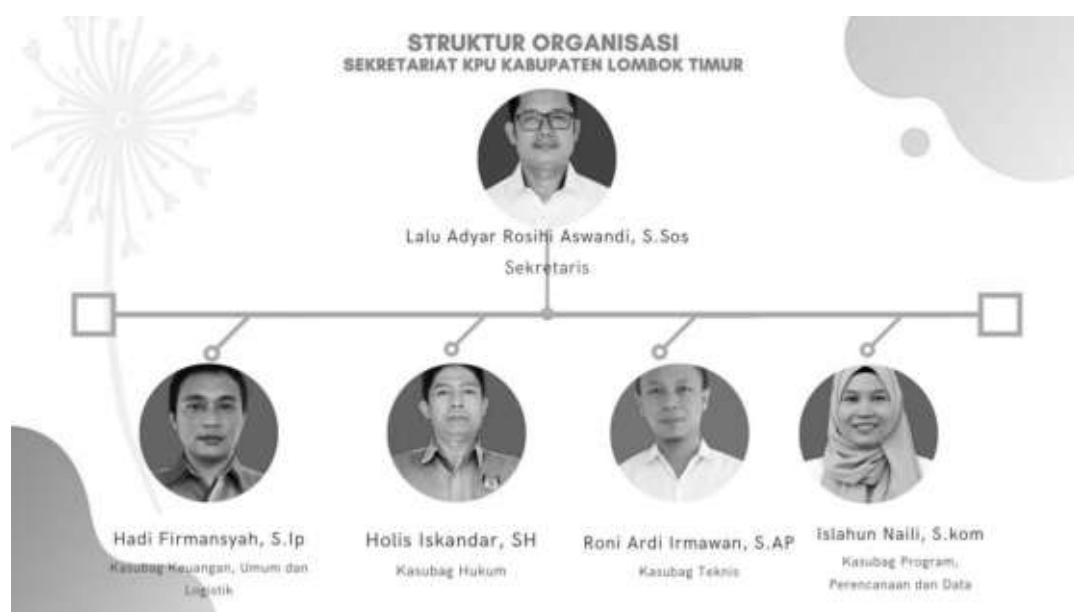 STRUKTUR ORGANISASI
SEKRETARIAT KPU KABUPATEN LOMBOK TIMUR
Lalu Adyar Rosihi Aswandi, S.Sos
Sekretaris
Hadi Firmansyah, S.Ip
Kasubag Keuangan, Umum dan
Logistik
Holis Iskandar, SH
Kasubag Hukum
Roni Ardi Irmawan, S.AP
Kasubag Teknis
Islahun Naili, S.kom
Kasubag Program,
Perencanaan dan Data